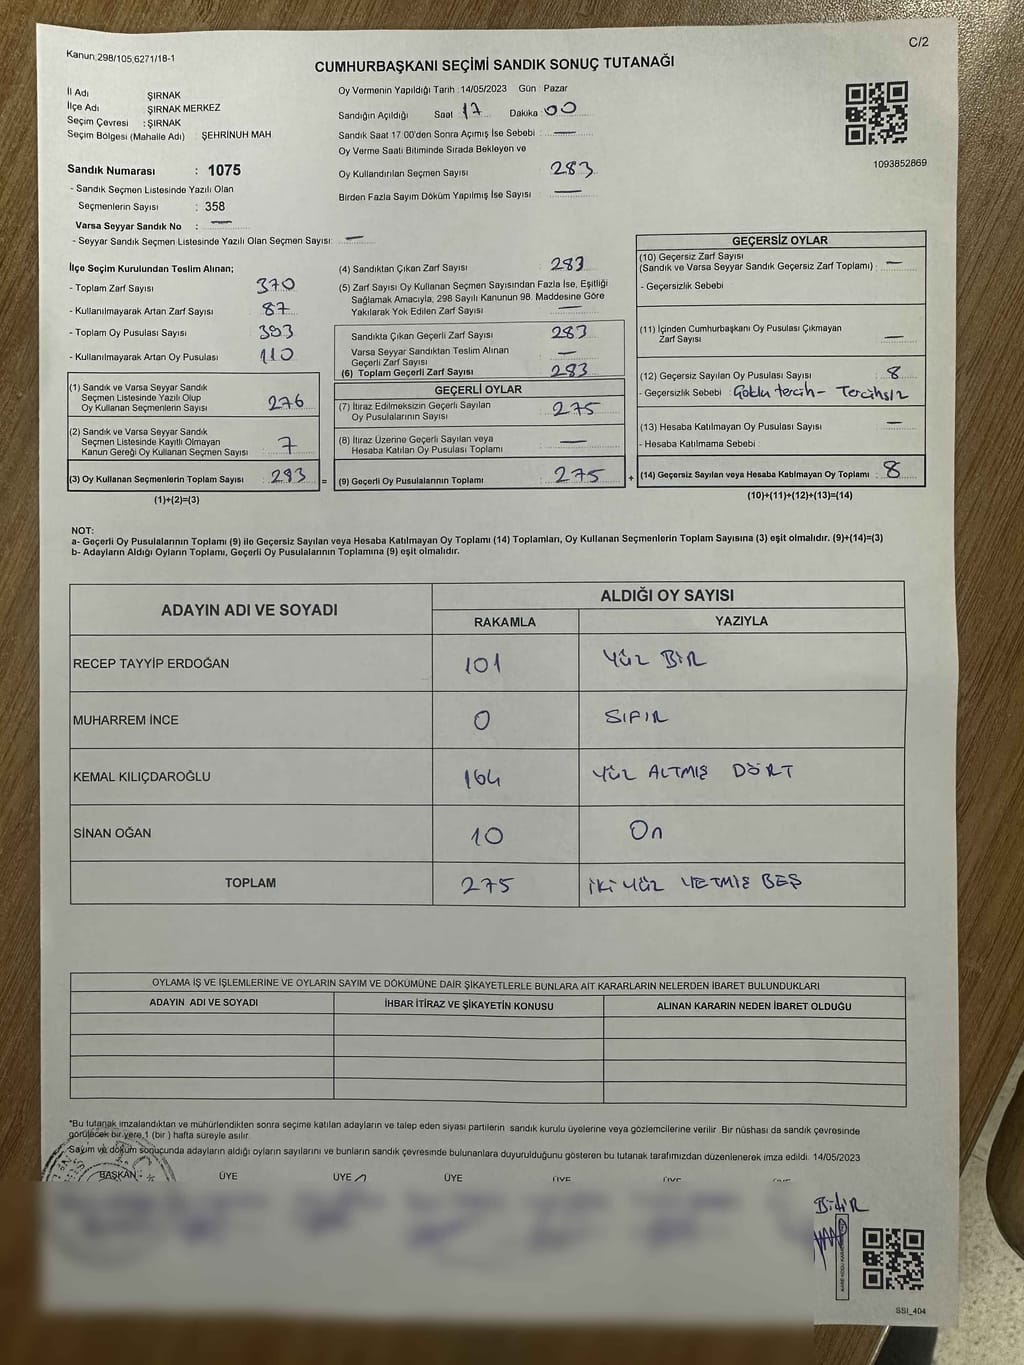 Kanun:298/105,6271/18-1
C/2
CUMHURBAŞKANI SEÇİMİ SANDIK SONUÇ TUTANAĞI
İl Adı ŞIRNAK
İlçe Adı ŞIRNAK MERKEZ
Seçim Çevresi : ŞIRNAK
Seçim Bölgesi (Mahalle Adı) : ŞEHRİNUH MAH
Sandık Numarası : 1075
- Sandık Seçmen Listesinde Yazılı Olan
Seçmenlerin Sayısı : 358
Varsa Seyyar Sandık No : —
- Seyyar Sandık Seçmen Listesinde Yazılı Olan Seçmen Sayısı: —
Oy Vermenin Yapıldığı Tarih :14/05/2023 Gün : Pazar
Sandığın Açıldığı Saat : 17 Dakika : 00
Sandık Saat 17:00'den Sonra Açımış İse Sebebi : —
Oy Verme Saati Bitiminde Sırada Bekleyen ve
Oy Kullandırılan Seçmen Sayısı 283
Birden Fazla Sayım Döküm Yapılmış İse Sayısı : —
1093852869
İlçe Seçim Kurulundan Teslim Alınan;
- Toplam Zarf Sayısı : 370
- Kullanılmayarak Artan Zarf Sayısı : 87
- Toplam Oy Pusulası Sayısı : 393
- Kullanılmayarak Artan Oy Pusulası : 110
(1) Sandık ve Varsa Seyyar Sandık
Seçmen Listesinde Yazılı Olup
Oy Kullanan Seçmenlerin Sayısı 276
(2) Sandık ve Varsa Seyyar Sandık
Seçmen Listesinde Kayıtlı Olmayan
Kanun Gereği Oy Kullanan Seçmen Sayısı 7
(3) Oy Kullanan Seçmenlerin Toplam Sayısı 283 =
(1)+(2)=(3)
(4) Sandıktan Çıkan Zarf Sayısı 283
(5) Zarf Sayısı Oy Kullanan Seçmen Sayısından Fazla İse, Eşitliği
Sağlamak Amacıyla, 298 Sayılı Kanunun 98. Maddesine Göre
Yakılarak Yok Edilen Zarf Sayısı —
Sandıkta Çıkan Geçerli Zarf Sayısı 283
Varsa Seyyar Sandıktan Teslim Alınan
Geçerli Zarf Sayısı —
(6) Toplam Geçerli Zarf Sayısı 283
GEÇERLİ OYLAR
(7) İtiraz Edilmeksizin Geçerli Sayılan
Oy Pusulalarının Sayısı 275
(8) İtiraz Üzerine Geçerli Sayılan veya
Hesaba Katılan Oy Pusulası Toplamı —
(9) Geçerli Oy Pusulalarının Toplamı 275 +
GEÇERSİZ OYLAR
(10) Geçersiz Zarf Sayısı
(Sandık ve Varsa Seyyar Sandık Geçersiz Zarf Toplamı) : —
- Geçersizlik Sebebi
(11) İçinden Cumhurbaşkanı Oy Pusulası Çıkmayan
Zarf Sayısı —
(12) Geçersiz Sayılan Oy Pusulası Sayısı : 8
- Geçersizlik Sebebi : Çoklu tercih - Tercihsiz
(13) Hesaba Katılmayan Oy Pusulası Sayısı —
- Hesaba Katılmama Sebebi :
(14) Geçersiz Sayılan veya Hesaba Katılmayan Oy Toplamı : 8
(10)+(11)+(12)+(13)=(14)
NOT:
a- Geçerli Oy Pusulalarının Toplamı (9) ile Geçersiz Sayılan veya Hesaba Katılmayan Oy Toplamı (14) Toplamları, Oy Kullanan Seçmenlerin Toplam Sayısına (3) eşit olmalıdır. (9)+(14)=(3)
b- Adayların Aldığı Oyların Toplamı, Geçerli Oy Pusulalarının Toplamına (9) eşit olmalıdır.
ADAYIN ADI VE SOYADI
ALDIĞI OY SAYISI
RAKAMLA YAZIYLA
RECEP TAYYİP ERDOĞAN 101 YÜZ BİR
MUHARREM İNCE 0 SIFIR
KEMAL KILIÇDAROĞLU 164 YÜZ ALTMIŞ DÖRT
SİNAN OĞAN 10 On
TOPLAM 275 İKİ YÜZ YETMİŞ BEŞ
OYLAMA İŞ VE İŞLEMLERİNE VE OYLARIN SAYIM VE DÖKÜMÜNE DAİR ŞİKAYETLERLE BUNLARA AİT KARARLARIN NELERDEN İBARET BULUNDUKLARI
ADAYIN ADI VE SOYADI İHBAR İTİRAZ VE ŞİKAYETİN KONUSU ALINAN KARARIN NEDEN İBARET OLDUĞU
*Bu tutanak imzalandıktan ve mühürlendikten sonra seçime katılan adayların ve talep eden siyasi partilerin sandık kurulu üyelerine veya gözlemcilerine verilir. Bir nüshası da sandık çevresinde
görülecek bir yere 1 (bir ) hafta süreyle asılır.
Sayım ve döküm sonucunda adayların aldığı oyların sayılarını ve bunların sandık çevresinde bulunanlara duyurulduğunu gösteren bu tutanak tarafımızdan düzenlenerek imza edildi. 14/05/2023
BAŞKAN ÜYE ÜYE ÜYE ÜYE ÜYE
SSI_404